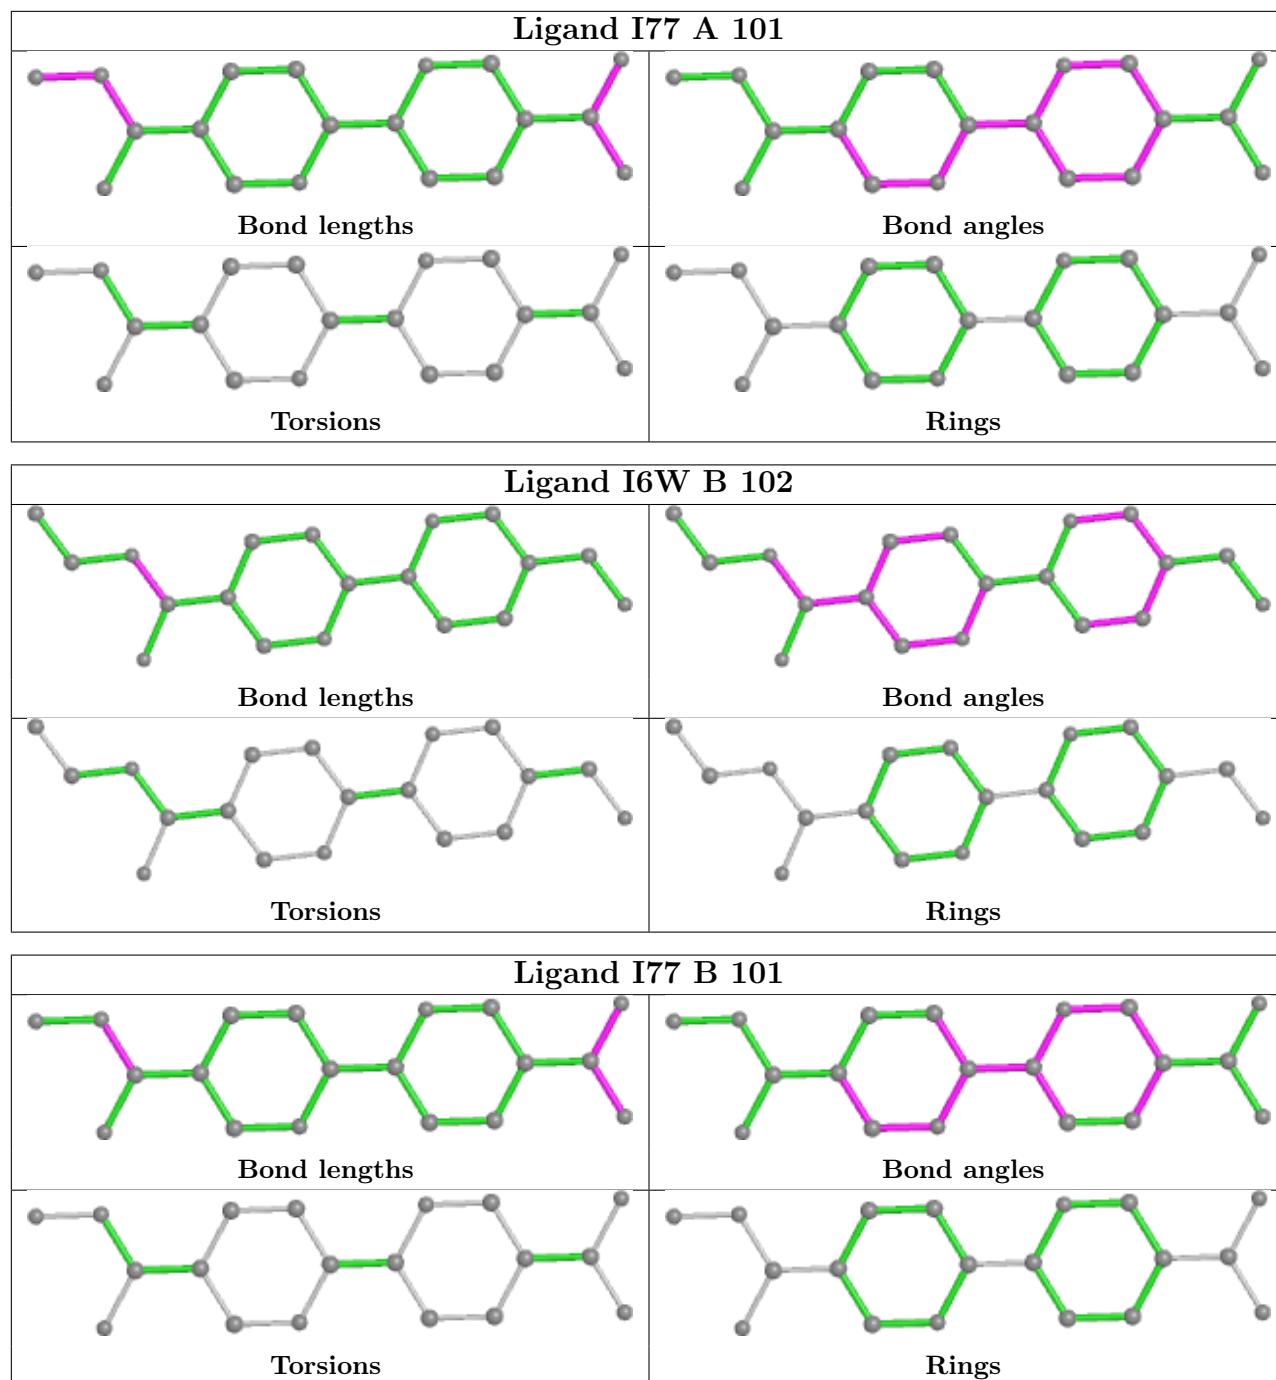 Ligand I77 A 101
Bond lengths
Bond angles
Torsions
Rings
Ligand I6W B 102
Bond lengths
Bond angles
Torsions
Rings
Ligand I77 B 101
Bond lengths
Bond angles
Torsions
Rings